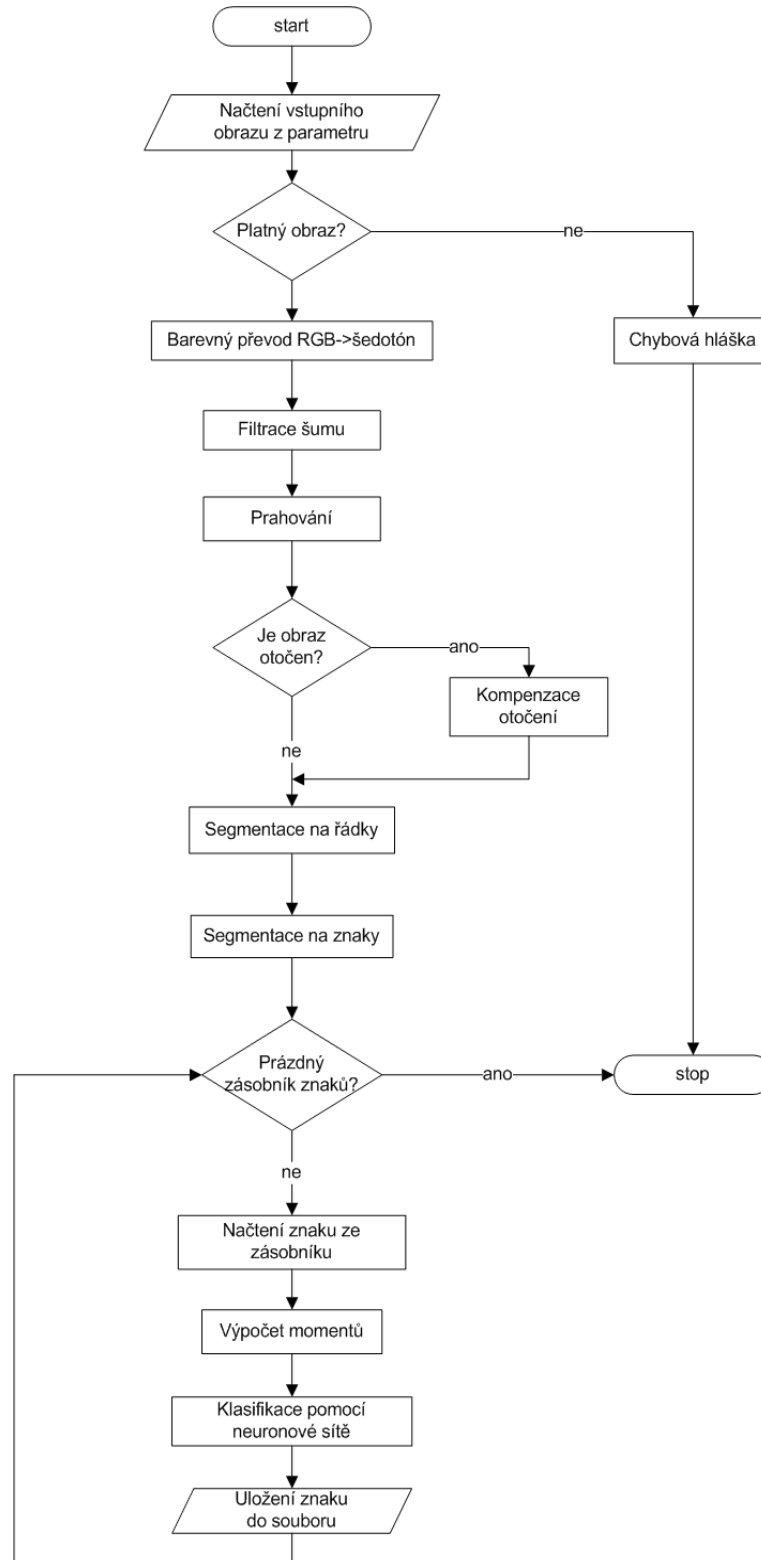 start
Načtení vstupního
obrazu z parametru
Platný obraz?
ne
Barevný převod RGB->šedotón
Chybová hláška
Filtrace šumu
Prahování
Je obraz
otočen?
ano
Kompenzace
otočení
ne
Segmentace na řádky
Segmentace na znaky
Prázdný
zásobník znaků?
ano
stop
ne
Načtení znaku ze
zásobníku
Výpočet momentů
Klasifikace pomocí
neuronové sítě
Uložení znaku
do souboru